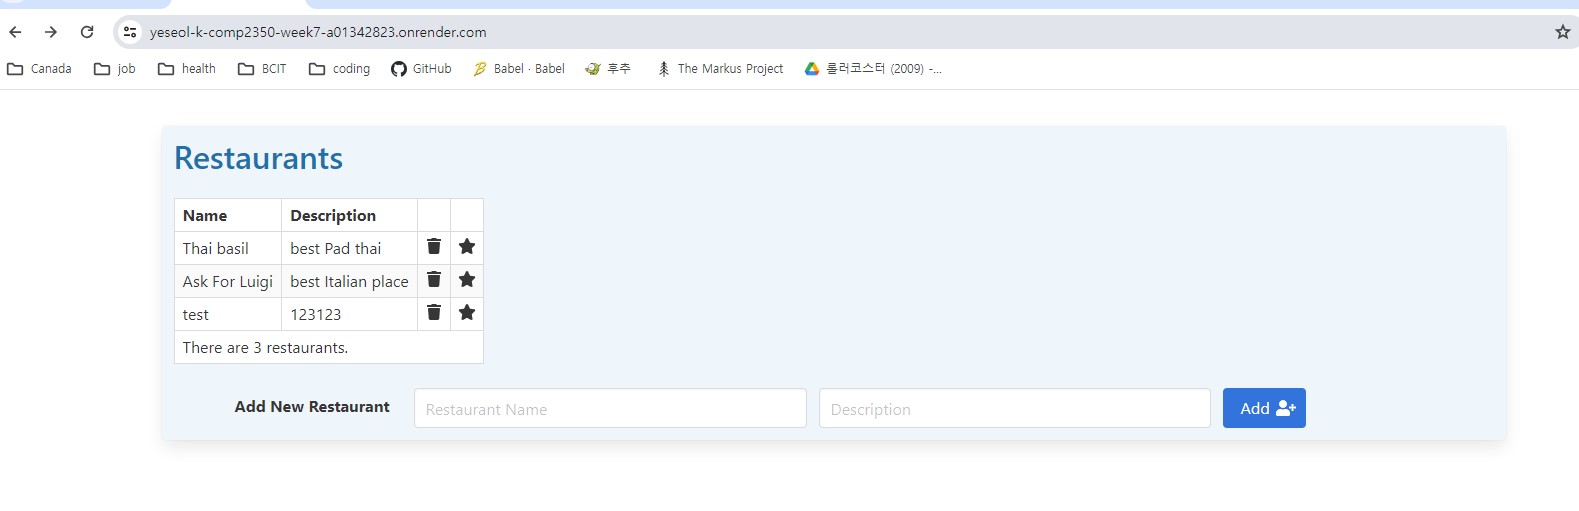 yeseol-k-comp2350-week7-a01342823.onrender.com
Canada job health BCIT coding GitHub Babel · Babel 후추 The Markus Project 롤러코스터 (2009) -...
Restaurants
Name Description
Thai basil best Pad thai
Ask For Luigi best Italian place
test 123123
There are 3 restaurants.
Add New Restaurant Restaurant Name Description Add